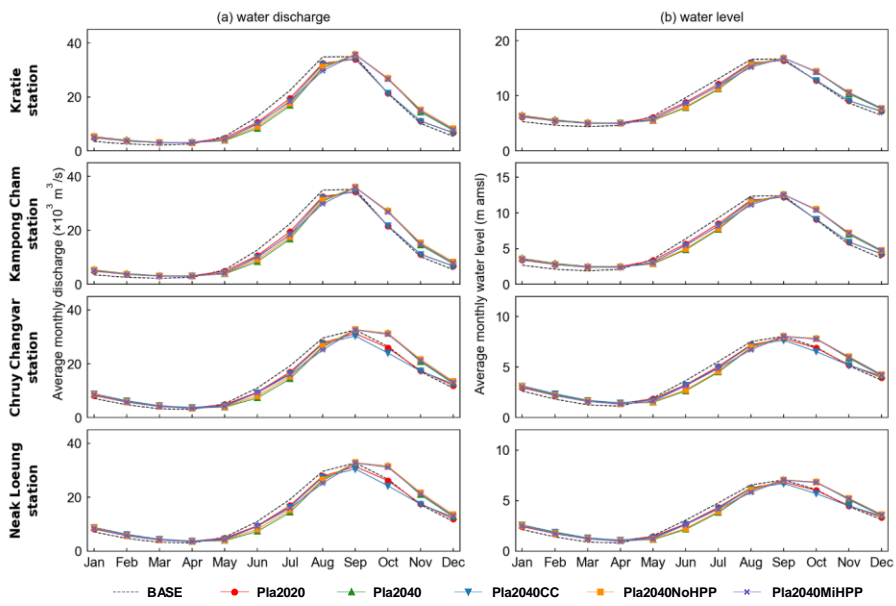 (a) water discharge
(b) water level
Kratie station
40
20
0
20
10
0
Kampong Cham station
40
20
0
15
10
5
0
Chruy Changvar station
40
20
0
10
5
0
Neak Loeung station
40
20
0
10
5
0
Average monthly discharge (×10³ m³/s)
Average monthly water level (m amsl)
Jan Feb Mar Apr May Jun Jul Aug Sep Oct Nov Dec
Jan Feb Mar Apr May Jun Jul Aug Sep Oct Nov Dec
BASE Pla2020 Pla2040 Pla2040CC Pla2040NoHPP Pla2040MiHPP